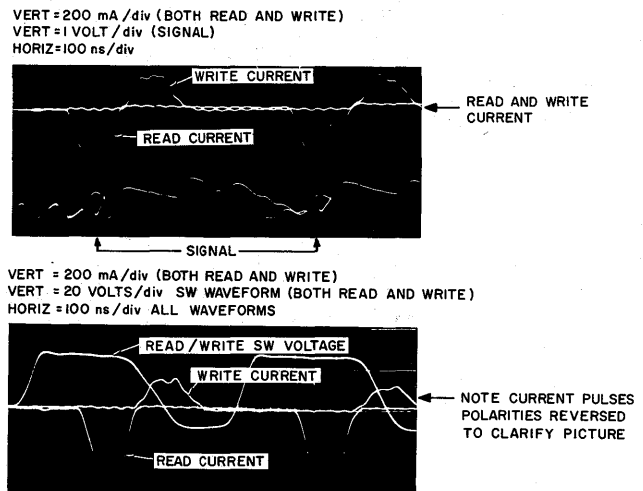 VERT = 200 mA/div (BOTH READ AND WRITE)
VERT = 1 VOLT/div (SIGNAL)
HORIZ = 100 ns/div
WRITE CURRENT
READ AND WRITE
CURRENT
READ CURRENT
SIGNAL
VERT = 200 mA/div (BOTH READ AND WRITE)
VERT = 20 VOLTS/div SW WAVEFORM (BOTH READ AND WRITE)
HORIZ = 100 ns/div ALL WAVEFORMS
READ/WRITE SW VOLTAGE
WRITE CURRENT
NOTE CURRENT PULSES
POLARITIES REVERSED
TO CLARIFY PICTURE
READ CURRENT